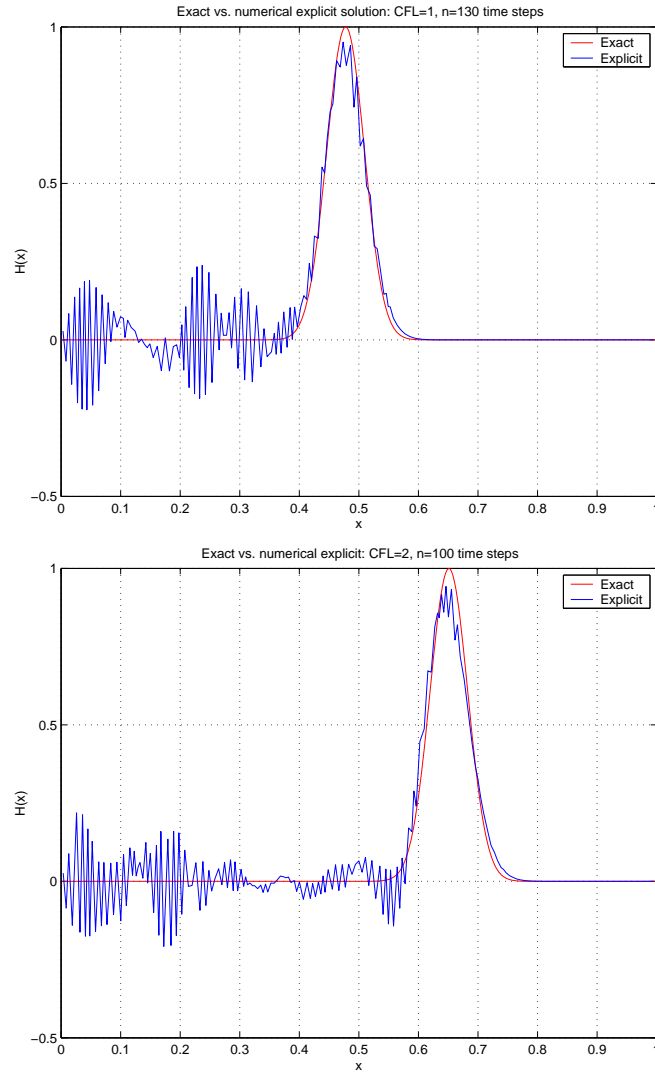 Exact vs. numerical explicit solution: CFL=1, n=130 time steps
1
Exact
Explicit
0.5
H(x)
0
−0.5
0 0.1 0.2 0.3 0.4 0.5 0.6 0.7 0.8 0.9 1
x
Exact vs. numerical explicit: CFL=2, n=100 time steps
1
Exact
Explicit
0.5
H(x)
0
−0.5
0 0.1 0.2 0.3 0.4 0.5 0.6 0.7 0.8 0.9 1
x